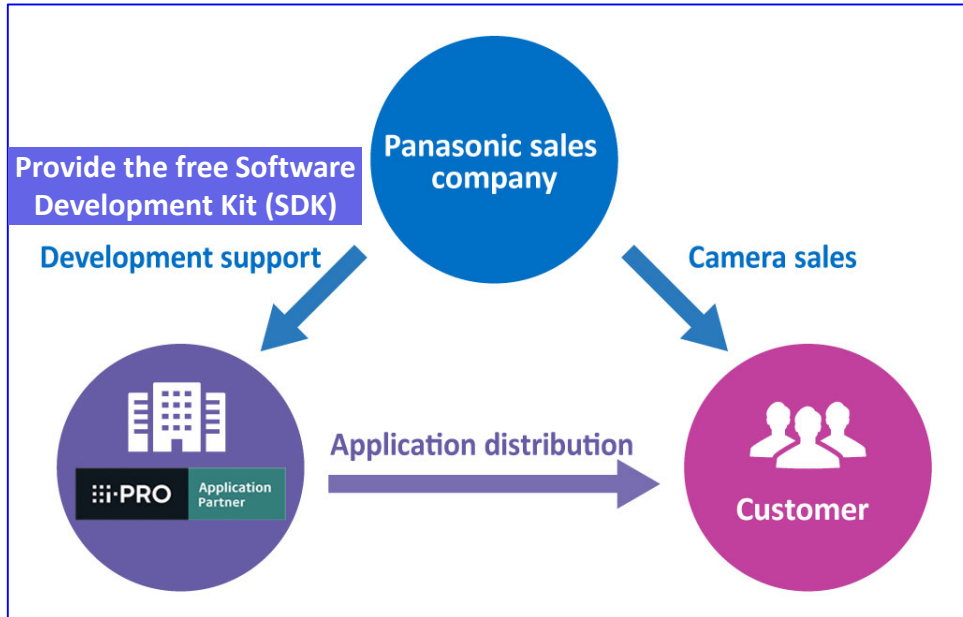 Panasonic sales
company
Provide the free Software
Development Kit (SDK)
Development support
Camera sales
Application distribution
i-PRO
Application
Partner
Customer